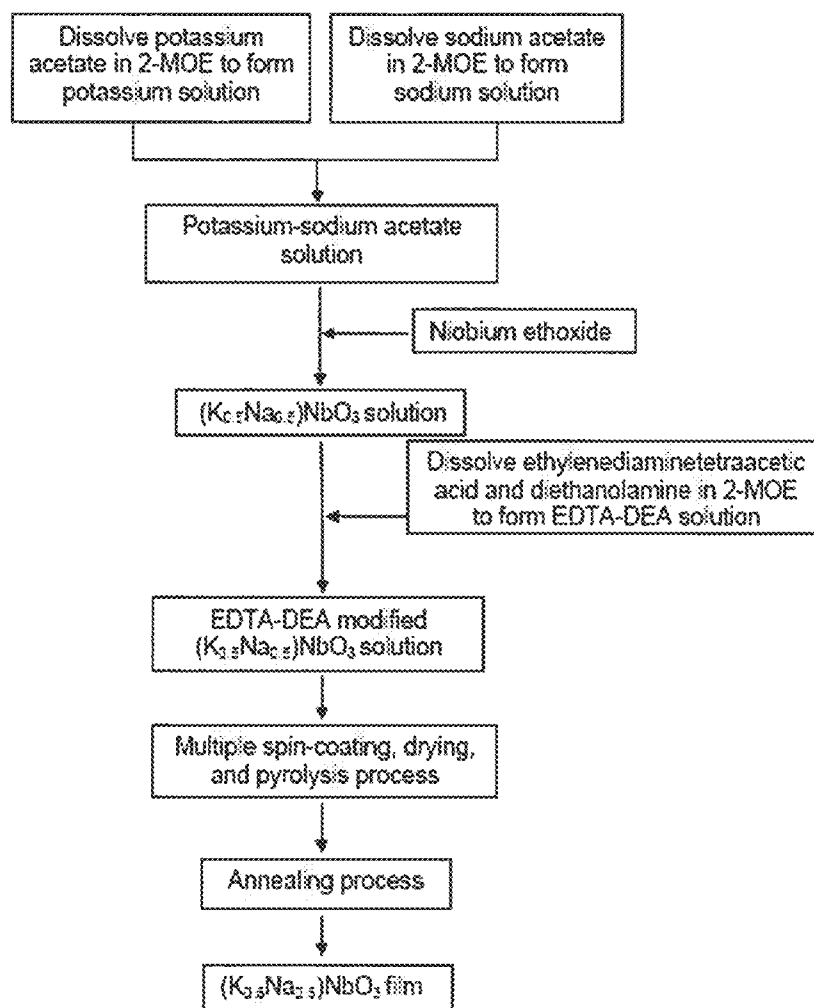 Dissolve potassium
acetate in 2-MOE to form
potassium solution
Dissolve sodium acetate
in 2-MOE to form
sodium solution
Potassium-sodium acetate
solution
Niobium ethoxide
(K₀.₅Na₀.₅)NbO₃ solution
Dissolve ethylenediaminetetraacetic
acid and diethanolamine in 2-MOE
to form EDTA-DEA solution
EDTA-DEA modified
(K₀.₅Na₀.₅)NbO₃ solution
Multiple spin-coating, drying,
and pyrolysis process
Annealing process
(K₀.₅Na₀.₅)NbO₃ film